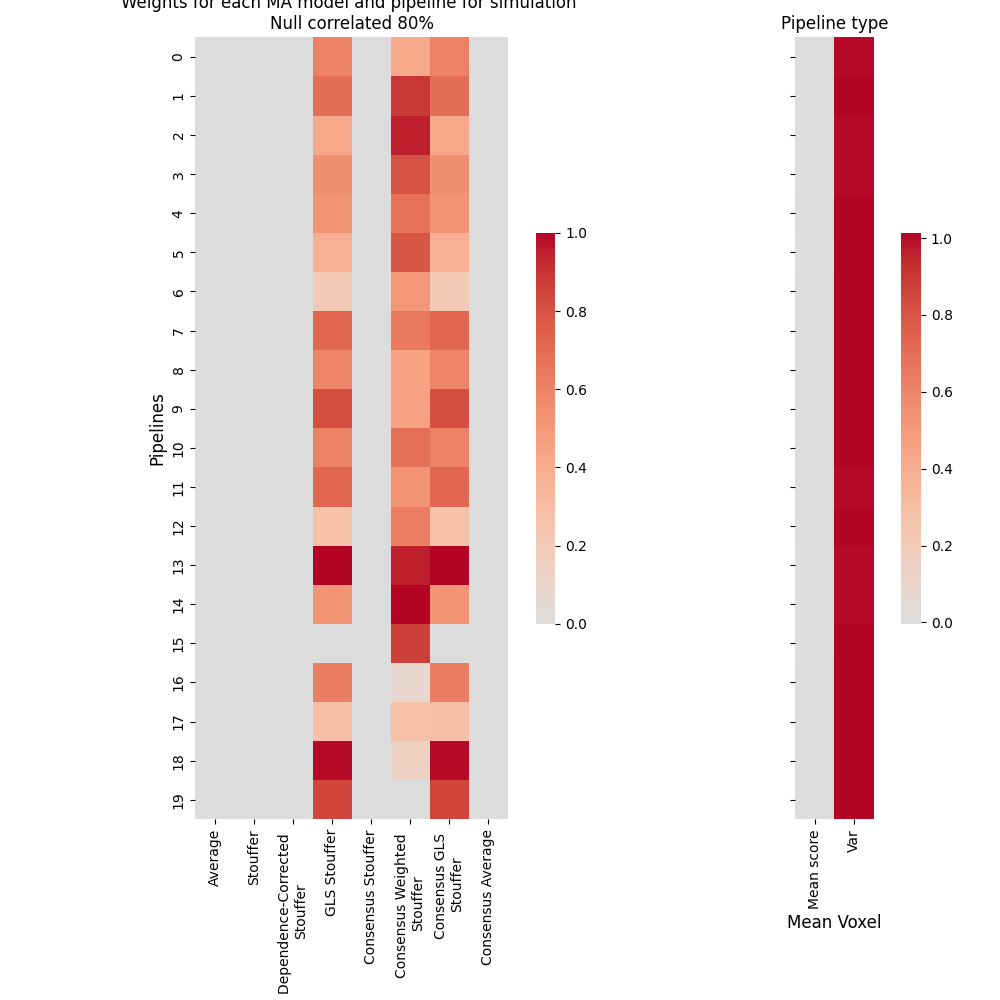 Weights for each MA model and pipeline for simulation
Null correlated 80%
Pipeline type
0
1
2
3
4
5
6
7
8
9
10
11
12
13
14
15
16
17
18
19
Pipelines
1.0
0.8
0.6
0.4
0.2
0.0
1.0
0.8
0.6
0.4
0.2
0.0
Average
Stouffer
Dependence-Corrected
Stouffer
GLS Stouffer
Consensus Stouffer
Consensus Weighted
Stouffer
Consensus GLS
Stouffer
Consensus Average
Mean score
Var
Mean Voxel